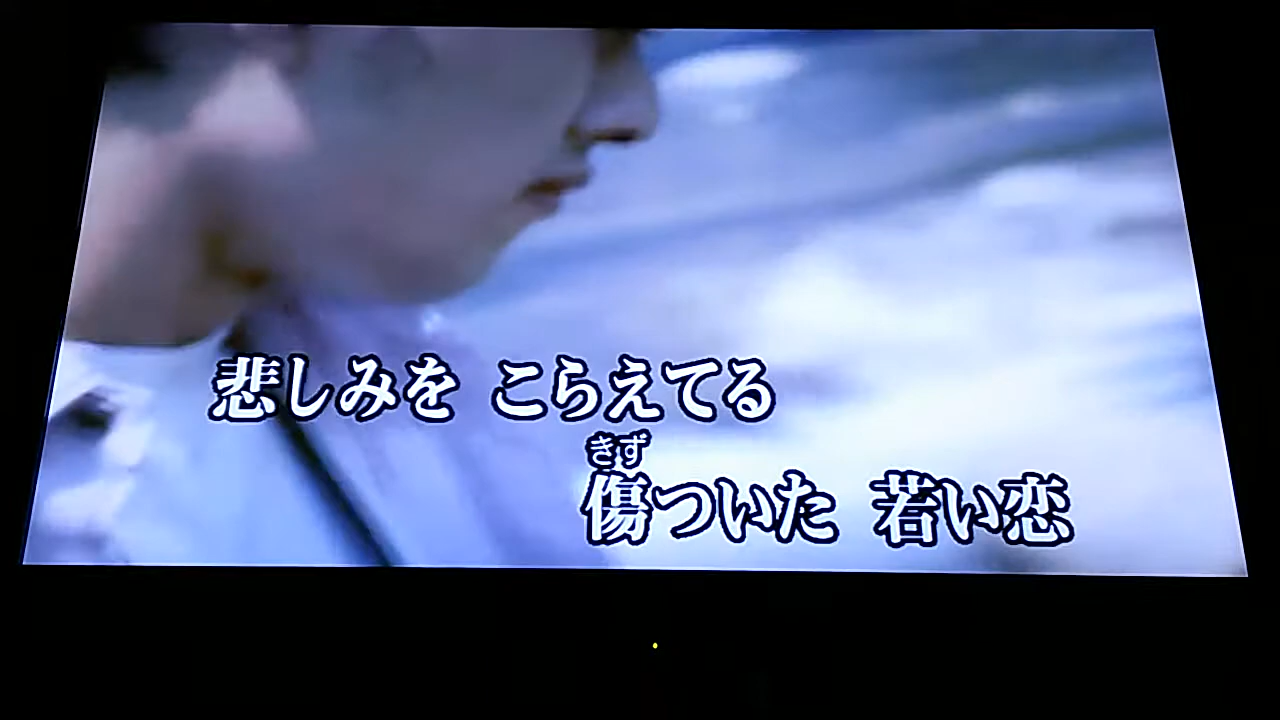 悲しみを こらえてる
きず
傷ついた 若い恋